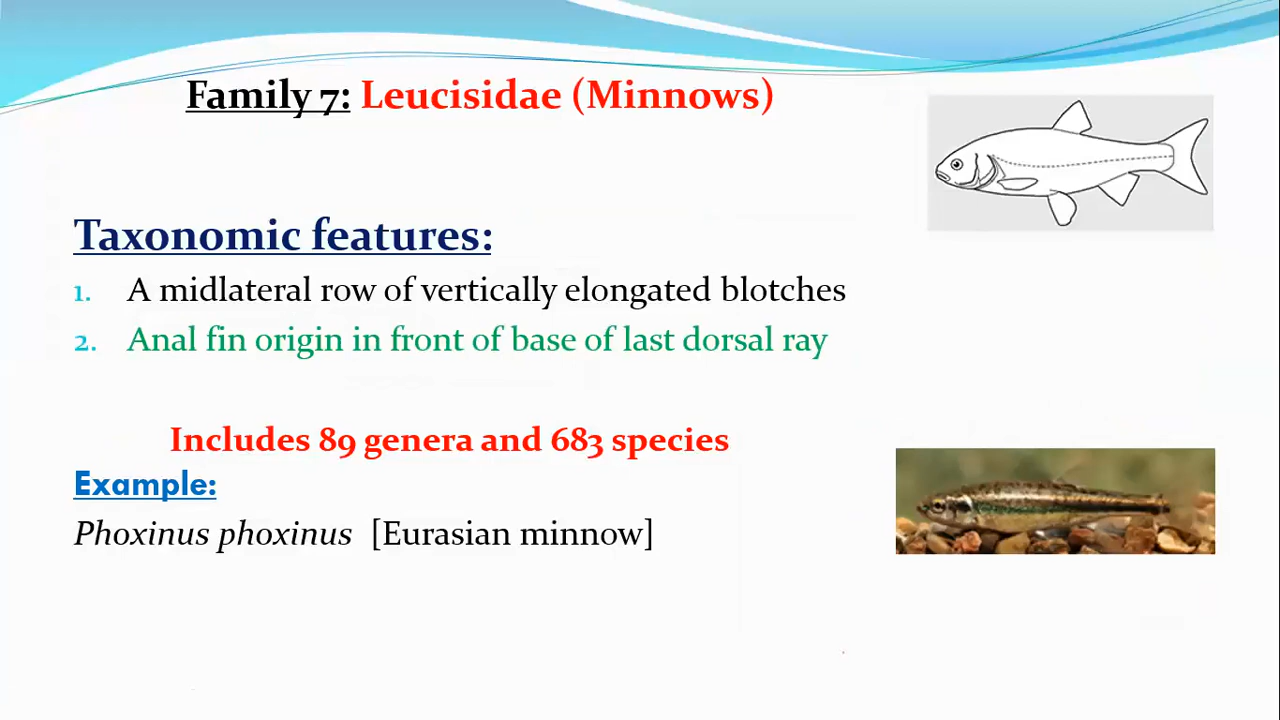 Family 7: Leucisidae (Minnows)
Taxonomic features:
1. A midlateral row of vertically elongated blotches
2. Anal fin origin in front of base of last dorsal ray
Includes 89 genera and 683 species
Example:
Phoxinus phoxinus [Eurasian minnow]